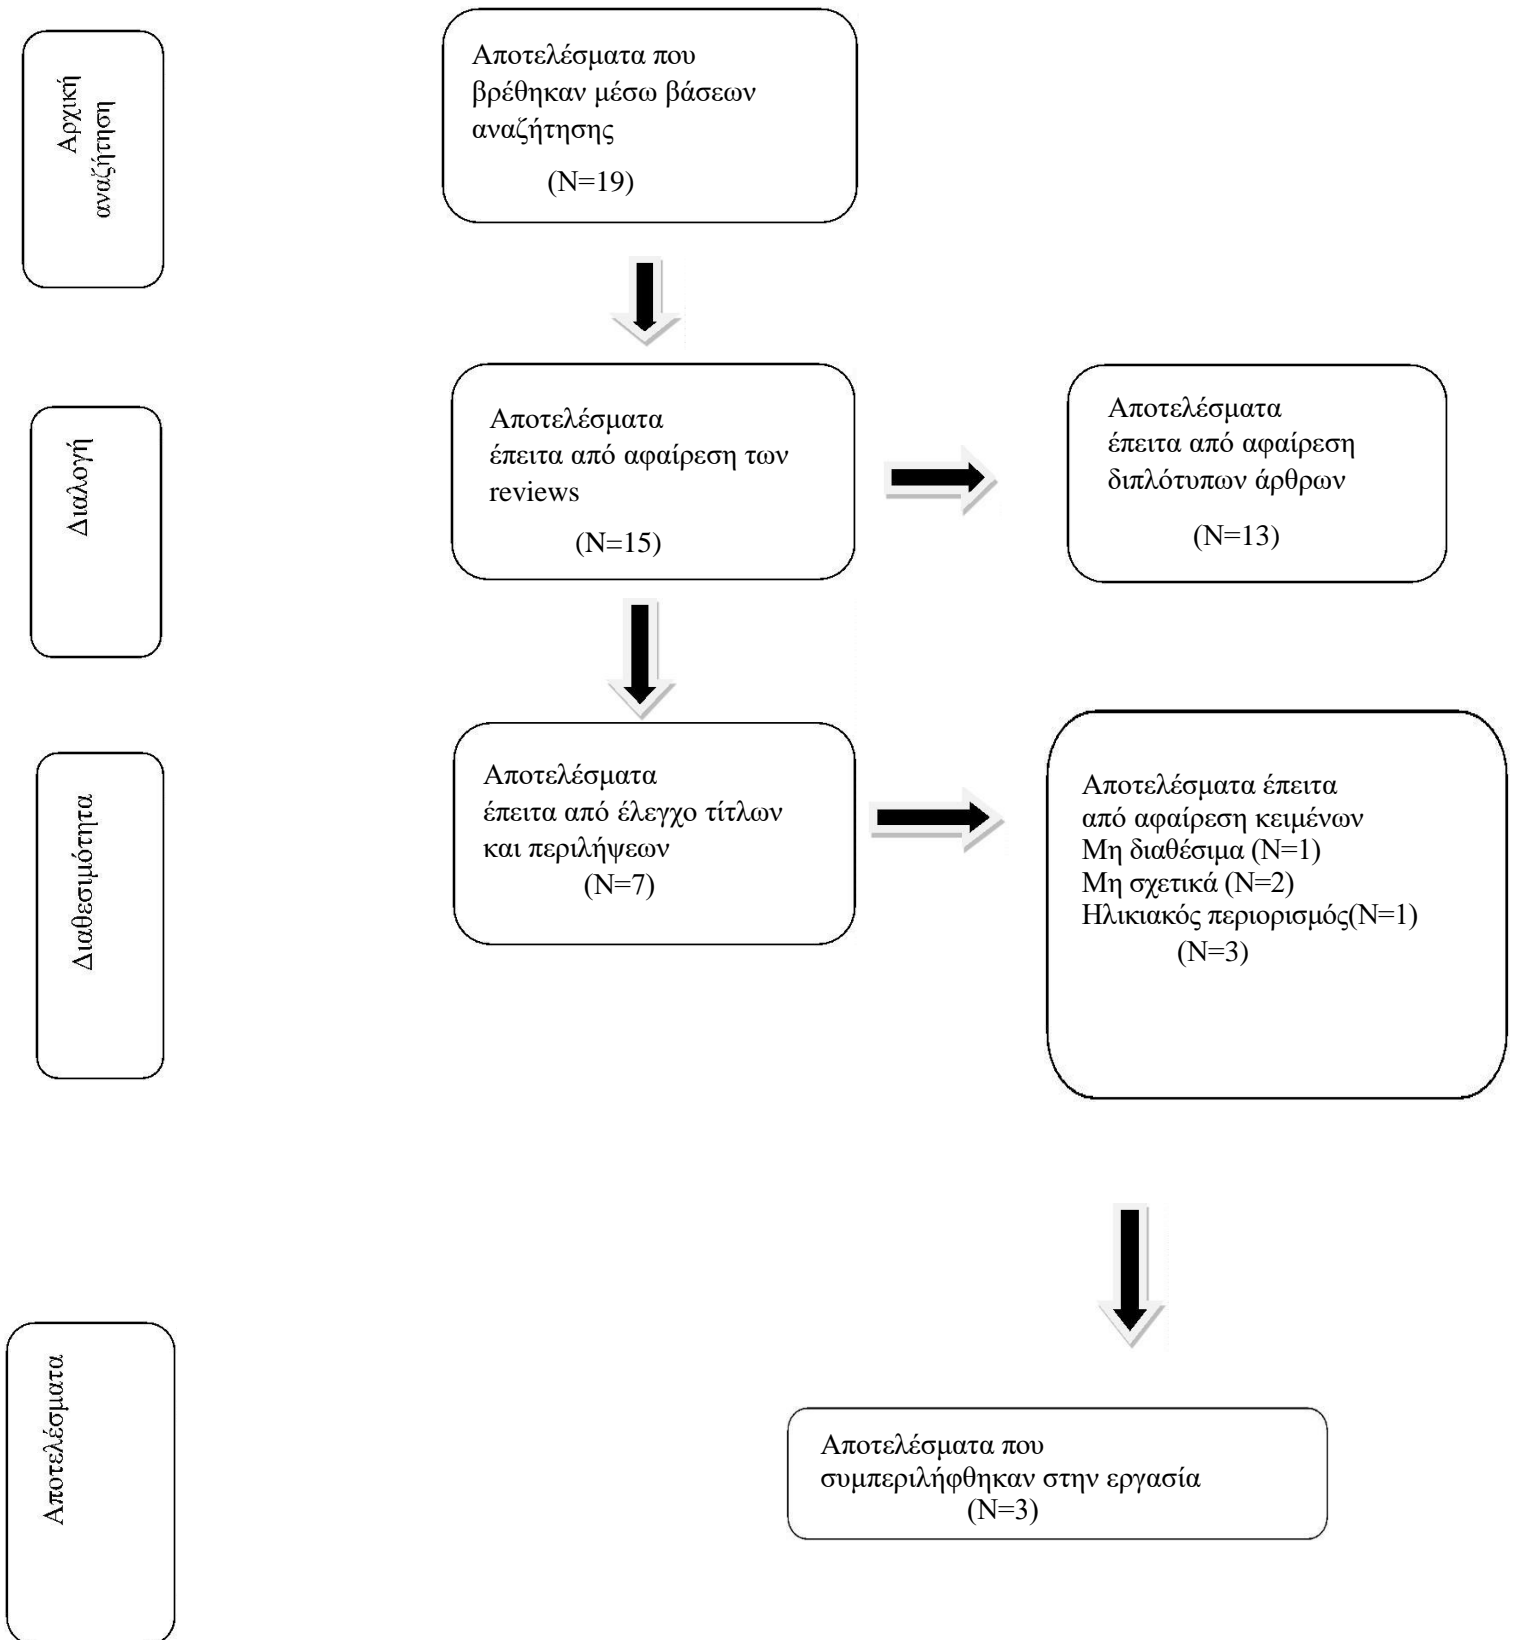 Αρχική
αναζήτηση
Αποτελέσματα που
βρέθηκαν μέσω βάσεων
αναζήτησης
(N=19)
Διαλογή
Αποτελέσματα
έπειτα από αφαίρεση των
reviews
(N=15)
Αποτελέσματα
έπειτα από αφαίρεση
διπλότυπων άρθρων
(N=13)
Διαθεσιμότητα
Αποτελέσματα
έπειτα από έλεγχο τίτλων
και περιλήψεων
(N=7)
Αποτελέσματα έπειτα
από αφαίρεση κειμένων
Μη διαθέσιμα (N=1)
Μη σχετικά (N=2)
Ηλικιακός περιορισμός(N=1)
(N=3)
Αποτελέσματα
Αποτελέσματα που
συμπεριλήφθηκαν στην εργασία
(N=3)